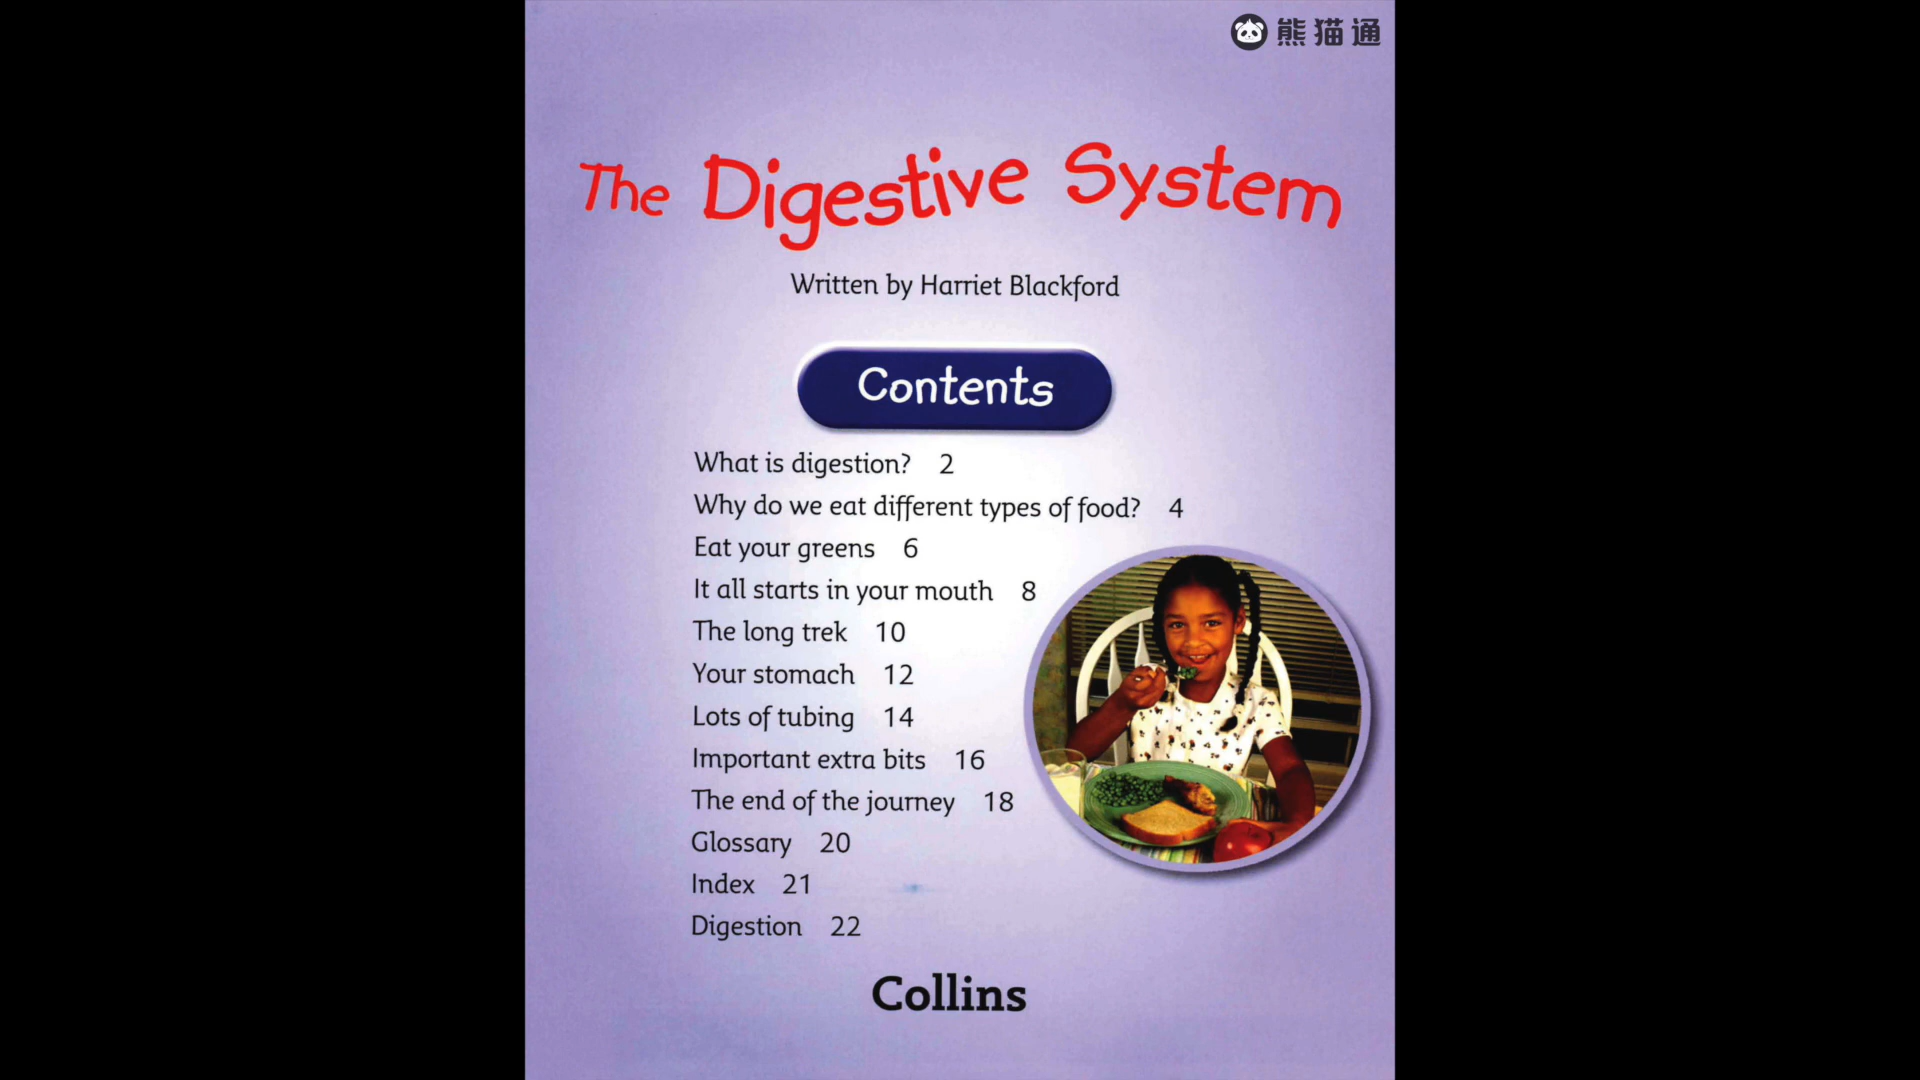 熊猫通
The Digestive System
Written by Harriet Blackford
Contents
What is digestion? 2
Why do we eat different types of food? 4
Eat your greens 6
It all starts in your mouth 8
The long trek 10
Your stomach 12
Lots of tubing 14
Important extra bits 16
The end of the journey 18
Glossary 20
Index 21
Digestion 22
Collins